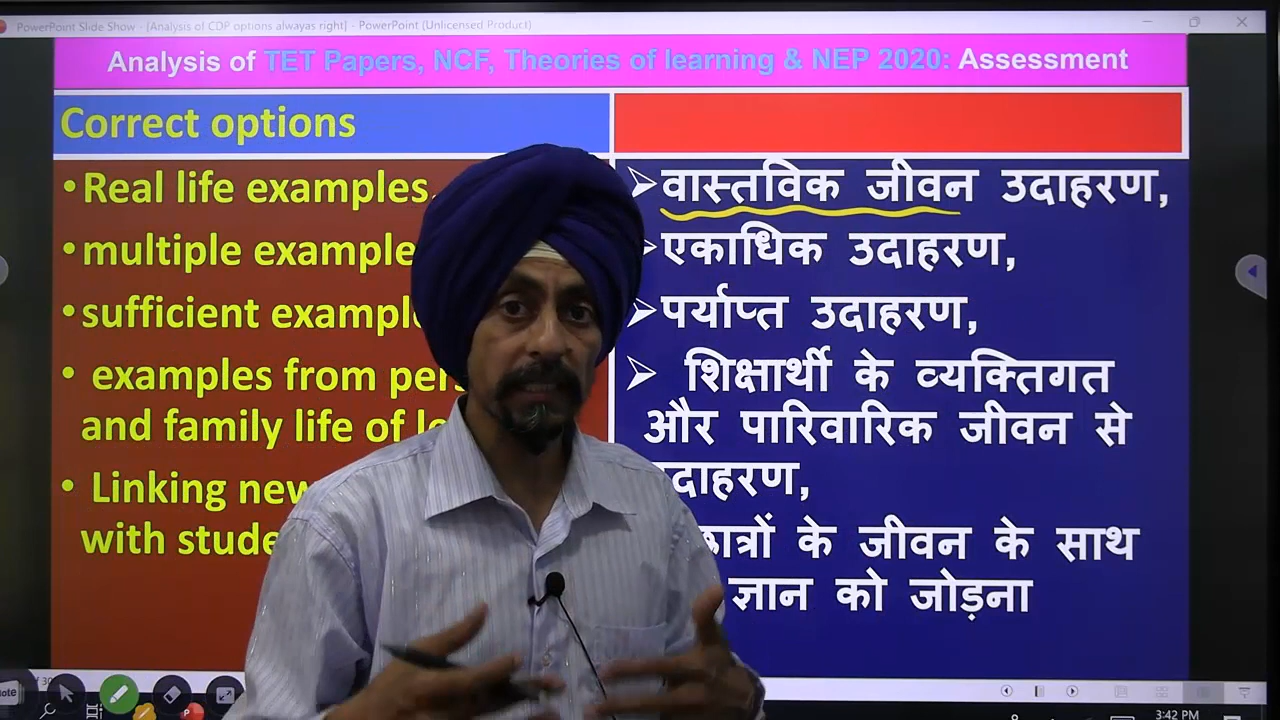 PowerPoint Slide Show - [Analysis of CDP options alwayas right] - PowerPoint (Unlicensed Product)
Analysis of TET Papers, NCF, Theories of learning & NEP 2020: Assessment
Correct options
•Real life examples,
•multiple example
•sufficient example
• examples from pers
and family life of le
• Linking new
with stude
➢वास्तविक जीवन उदाहरण,
➢एकाधिक उदाहरण,
➢पर्याप्त उदाहरण,
➢ शिक्षार्थी के व्यक्तिगत
और पारिवारिक जीवन से
दाहरण,
छात्रों के जीवन के साथ
ज्ञान को जोड़ना
of 30
3:42 PM